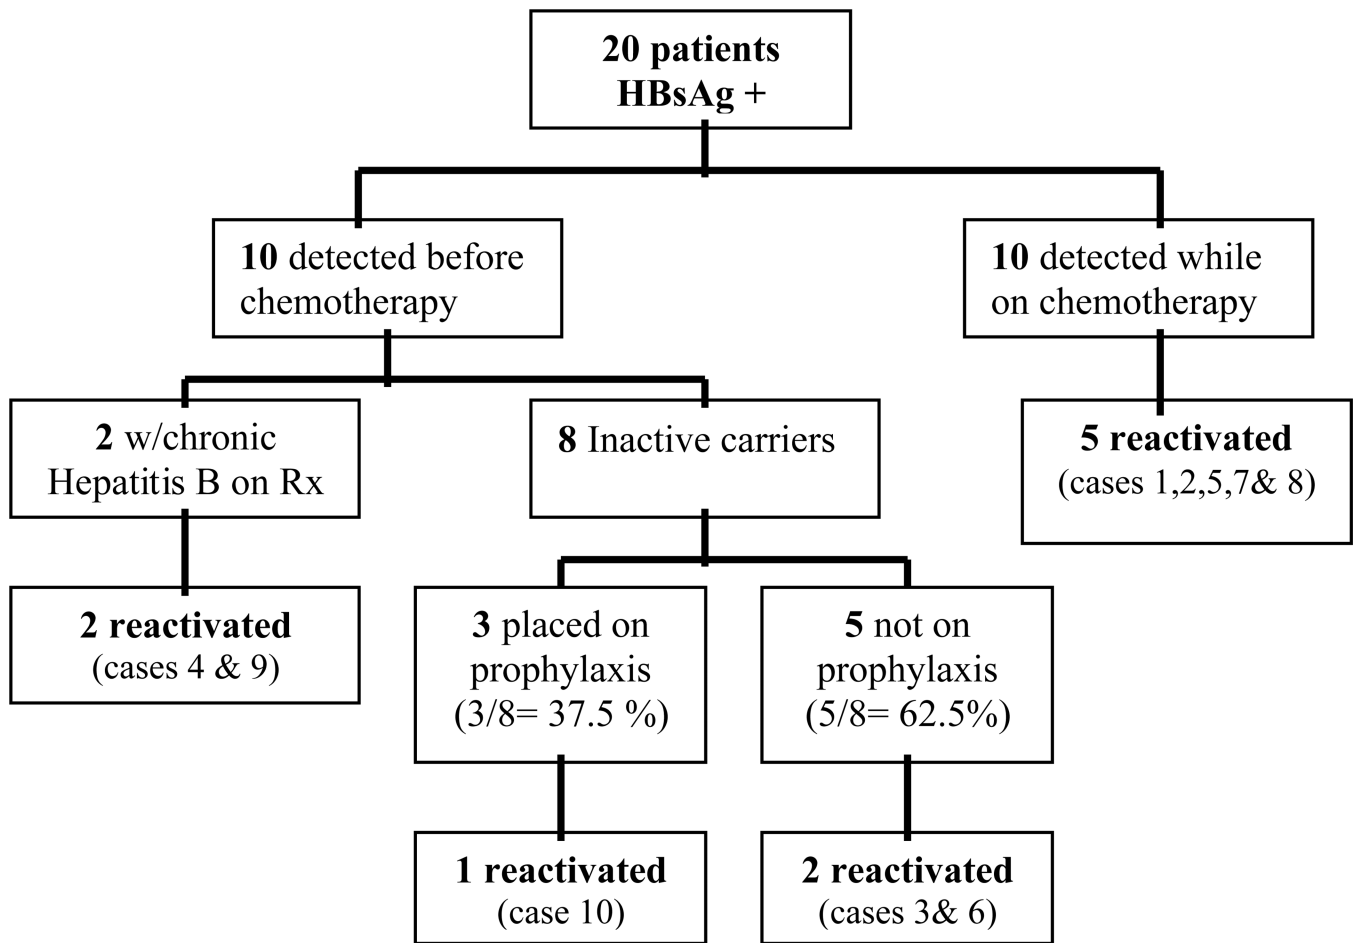 20 patients
HBsAg +
10 detected before
chemotherapy
10 detected while
on chemotherapy
2 w/chronic
Hepatitis B on Rx
8 Inactive carriers
5 reactivated
(cases 1,2,5,7& 8)
2 reactivated
(cases 4 & 9)
3 placed on
prophylaxis
(3/8= 37.5 %)
5 not on
prophylaxis
(5/8= 62.5%)
1 reactivated
(case 10)
2 reactivated
(cases 3& 6)